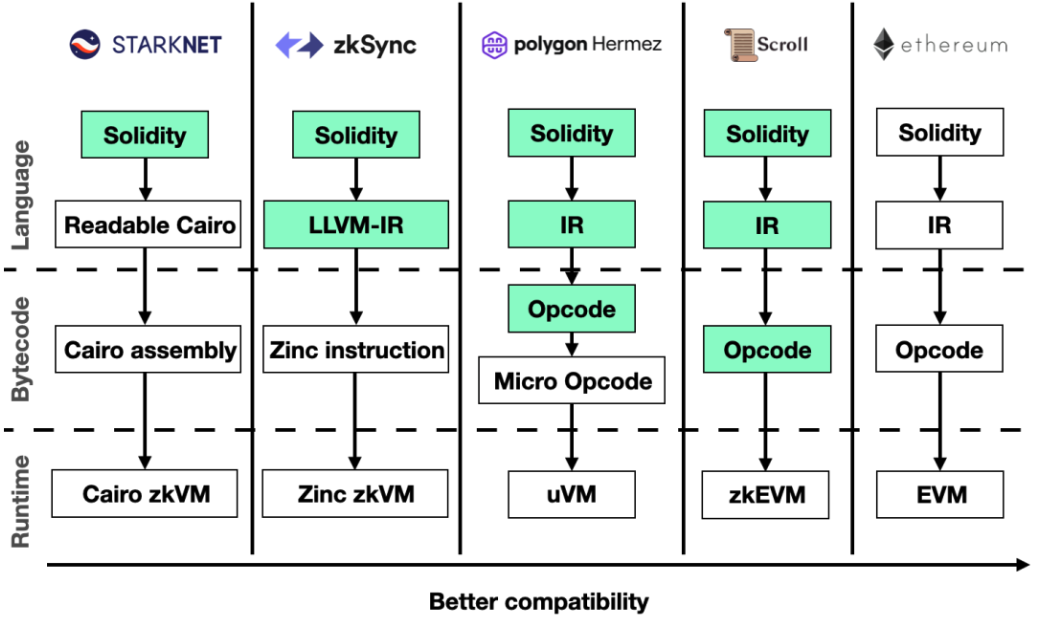 STARKNET
zkSync
polygon Hermez
Scroll
ethereum
Language
Solidity
Solidity
Solidity
Solidity
Solidity
Readable Cairo
LLVM-IR
IR
IR
IR
Bytecode
Opcode
Cairo assembly
Zinc instruction
Micro Opcode
Opcode
Opcode
Runtime
Cairo zkVM
Zinc zkVM
uVM
zkEVM
EVM
Better compatibility